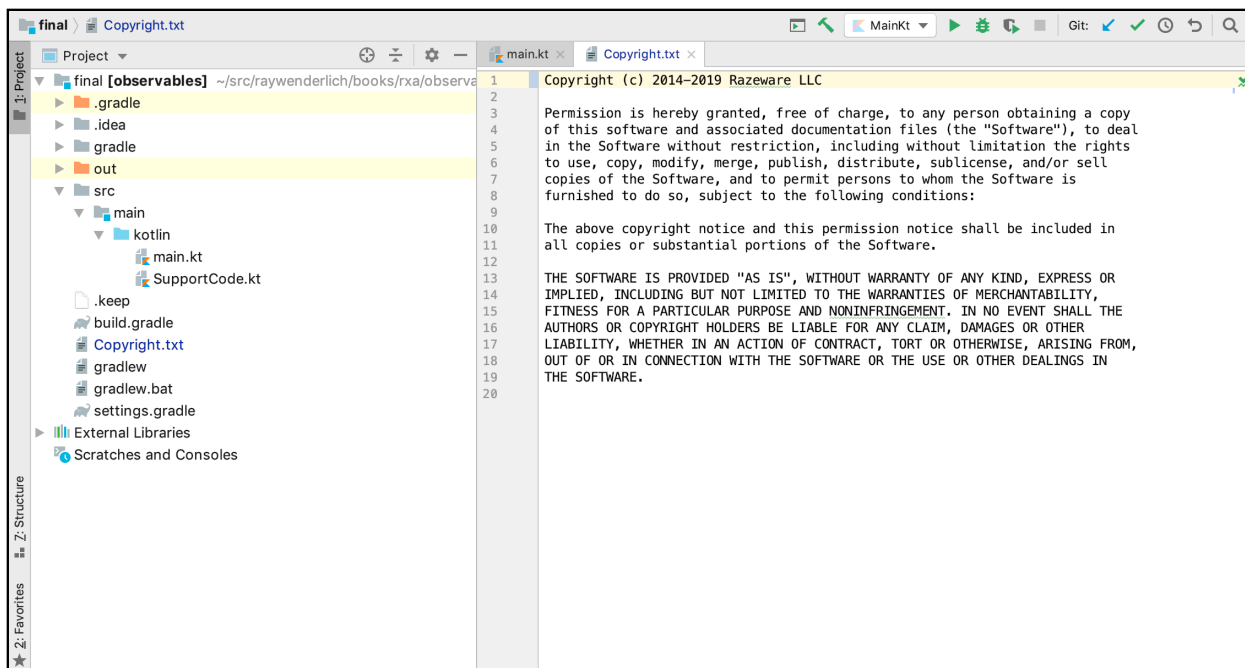 final Copyright.txt MainKt Git:
1: Project
Project
final [observables] ~/src/raywenderlich/books/rxa/observa
.gradle
.idea
gradle
out
src
main
kotlin
main.kt
SupportCode.kt
.keep
build.gradle
Copyright.txt
gradlew
gradlew.bat
settings.gradle
External Libraries
Scratches and Consoles
Z: Structure
2: Favorites
main.kt Copyright.txt
1 Copyright (c) 2014-2019 Razeware LLC
2
3 Permission is hereby granted, free of charge, to any person obtaining a copy
4 of this software and associated documentation files (the "Software"), to deal
5 in the Software without restriction, including without limitation the rights
6 to use, copy, modify, merge, publish, distribute, sublicense, and/or sell
7 copies of the Software, and to permit persons to whom the Software is
8 furnished to do so, subject to the following conditions:
9
10 The above copyright notice and this permission notice shall be included in
11 all copies or substantial portions of the Software.
12
13 THE SOFTWARE IS PROVIDED "AS IS", WITHOUT WARRANTY OF ANY KIND, EXPRESS OR
14 IMPLIED, INCLUDING BUT NOT LIMITED TO THE WARRANTIES OF MERCHANTABILITY,
15 FITNESS FOR A PARTICULAR PURPOSE AND NONINFRINGEMENT. IN NO EVENT SHALL THE
16 AUTHORS OR COPYRIGHT HOLDERS BE LIABLE FOR ANY CLAIM, DAMAGES OR OTHER
17 LIABILITY, WHETHER IN AN ACTION OF CONTRACT, TORT OR OTHERWISE, ARISING FROM,
18 OUT OF OR IN CONNECTION WITH THE SOFTWARE OR THE USE OR OTHER DEALINGS IN
19 THE SOFTWARE.
20